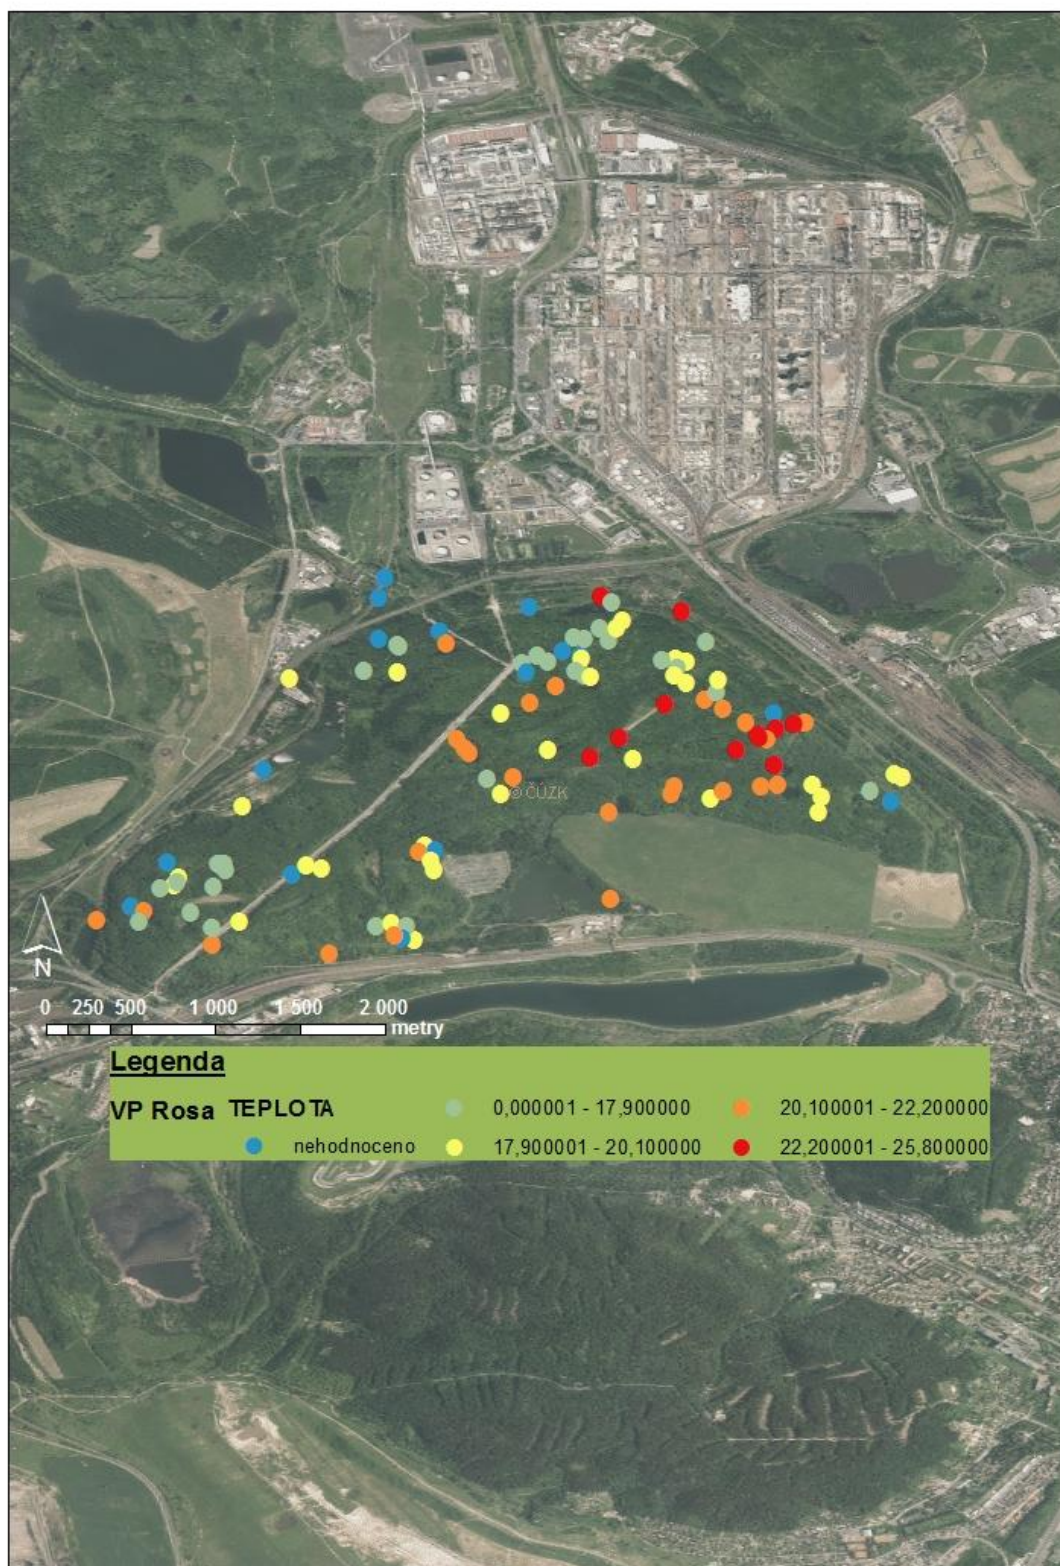 © ČÚZK
N
0 250 500 1 000 1 500 2 000
metry
Legenda
VP Rosa TEPLOTA 0,000001 - 17,900000 20,100001 - 22,200000
nehodnoceno 17,900001 - 20,100000 22,200001 - 25,800000